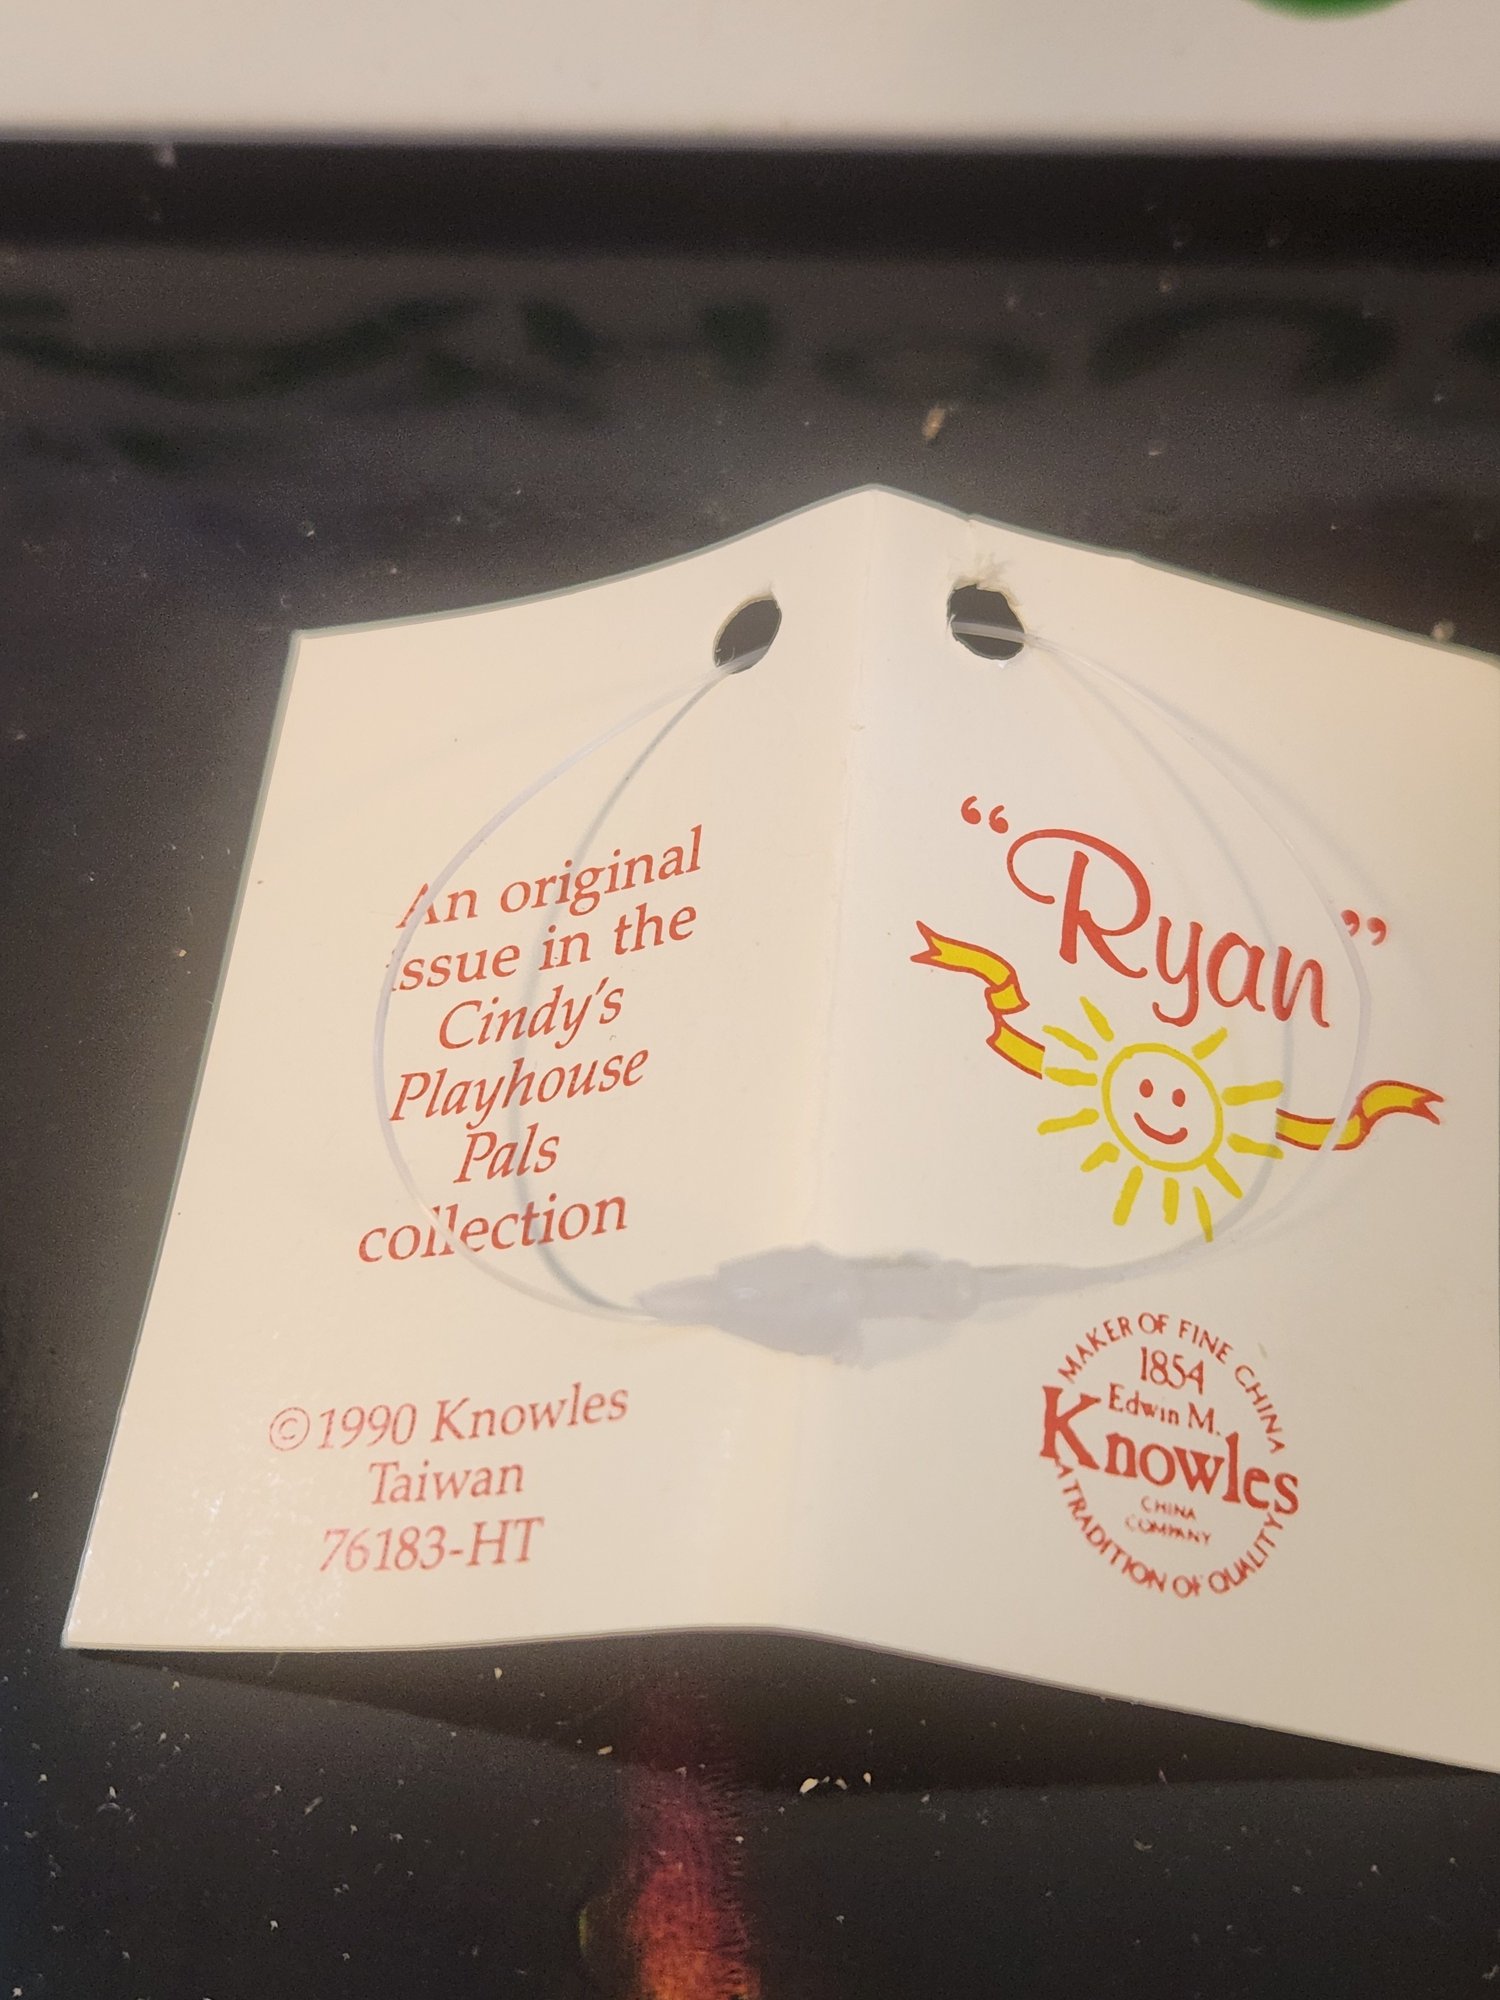 An original
issue in the
Cindy's
Playhouse
Pals
collection
©1990 Knowles
Taiwan
76183-HT
“Ryan”
MAKER OF FINE CHINA
1854
Edwin M.
Knowles
CHINA
COMPANY
A TRADITION OF QUALITY